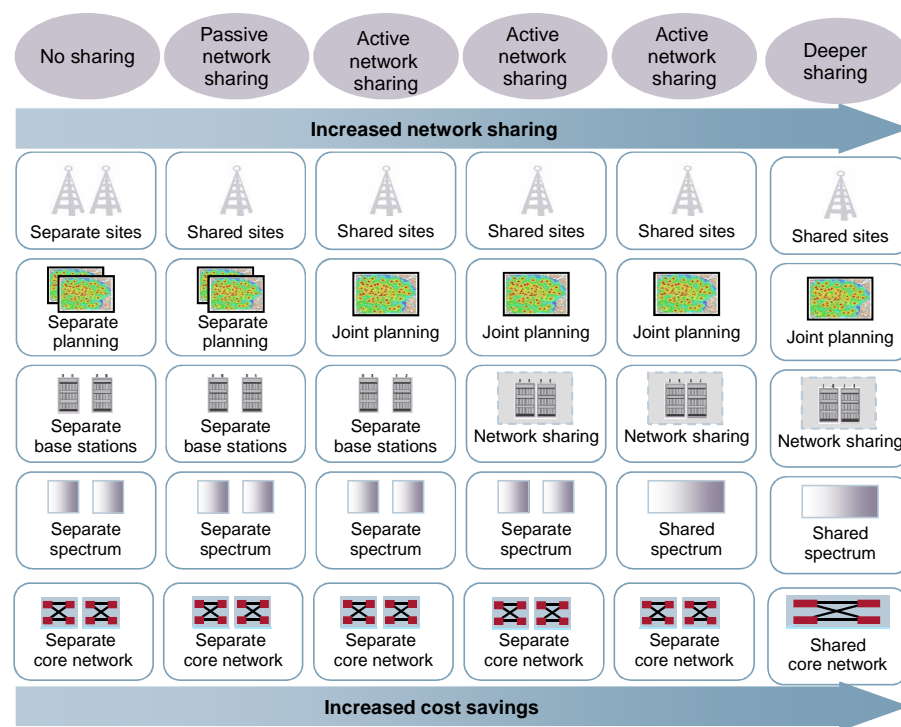 No sharing
Passive
network
sharing
Active
network
sharing
Active
network
sharing
Active
network
sharing
Deeper
sharing
Increased network sharing
Separate sites
Shared sites
Shared sites
Shared sites
Shared sites
Shared sites
Separate
planning
Separate
planning
Joint planning
Joint planning
Joint planning
Joint planning
Separate
base stations
Separate
base stations
Separate
base stations
Network sharing
Network sharing
Network sharing
Separate
spectrum
Separate
spectrum
Separate
spectrum
Separate
spectrum
Shared
spectrum
Shared
spectrum
Separate
core network
Separate
core network
Separate
core network
Separate
core network
Separate
core network
Shared
core network
Increased cost savings